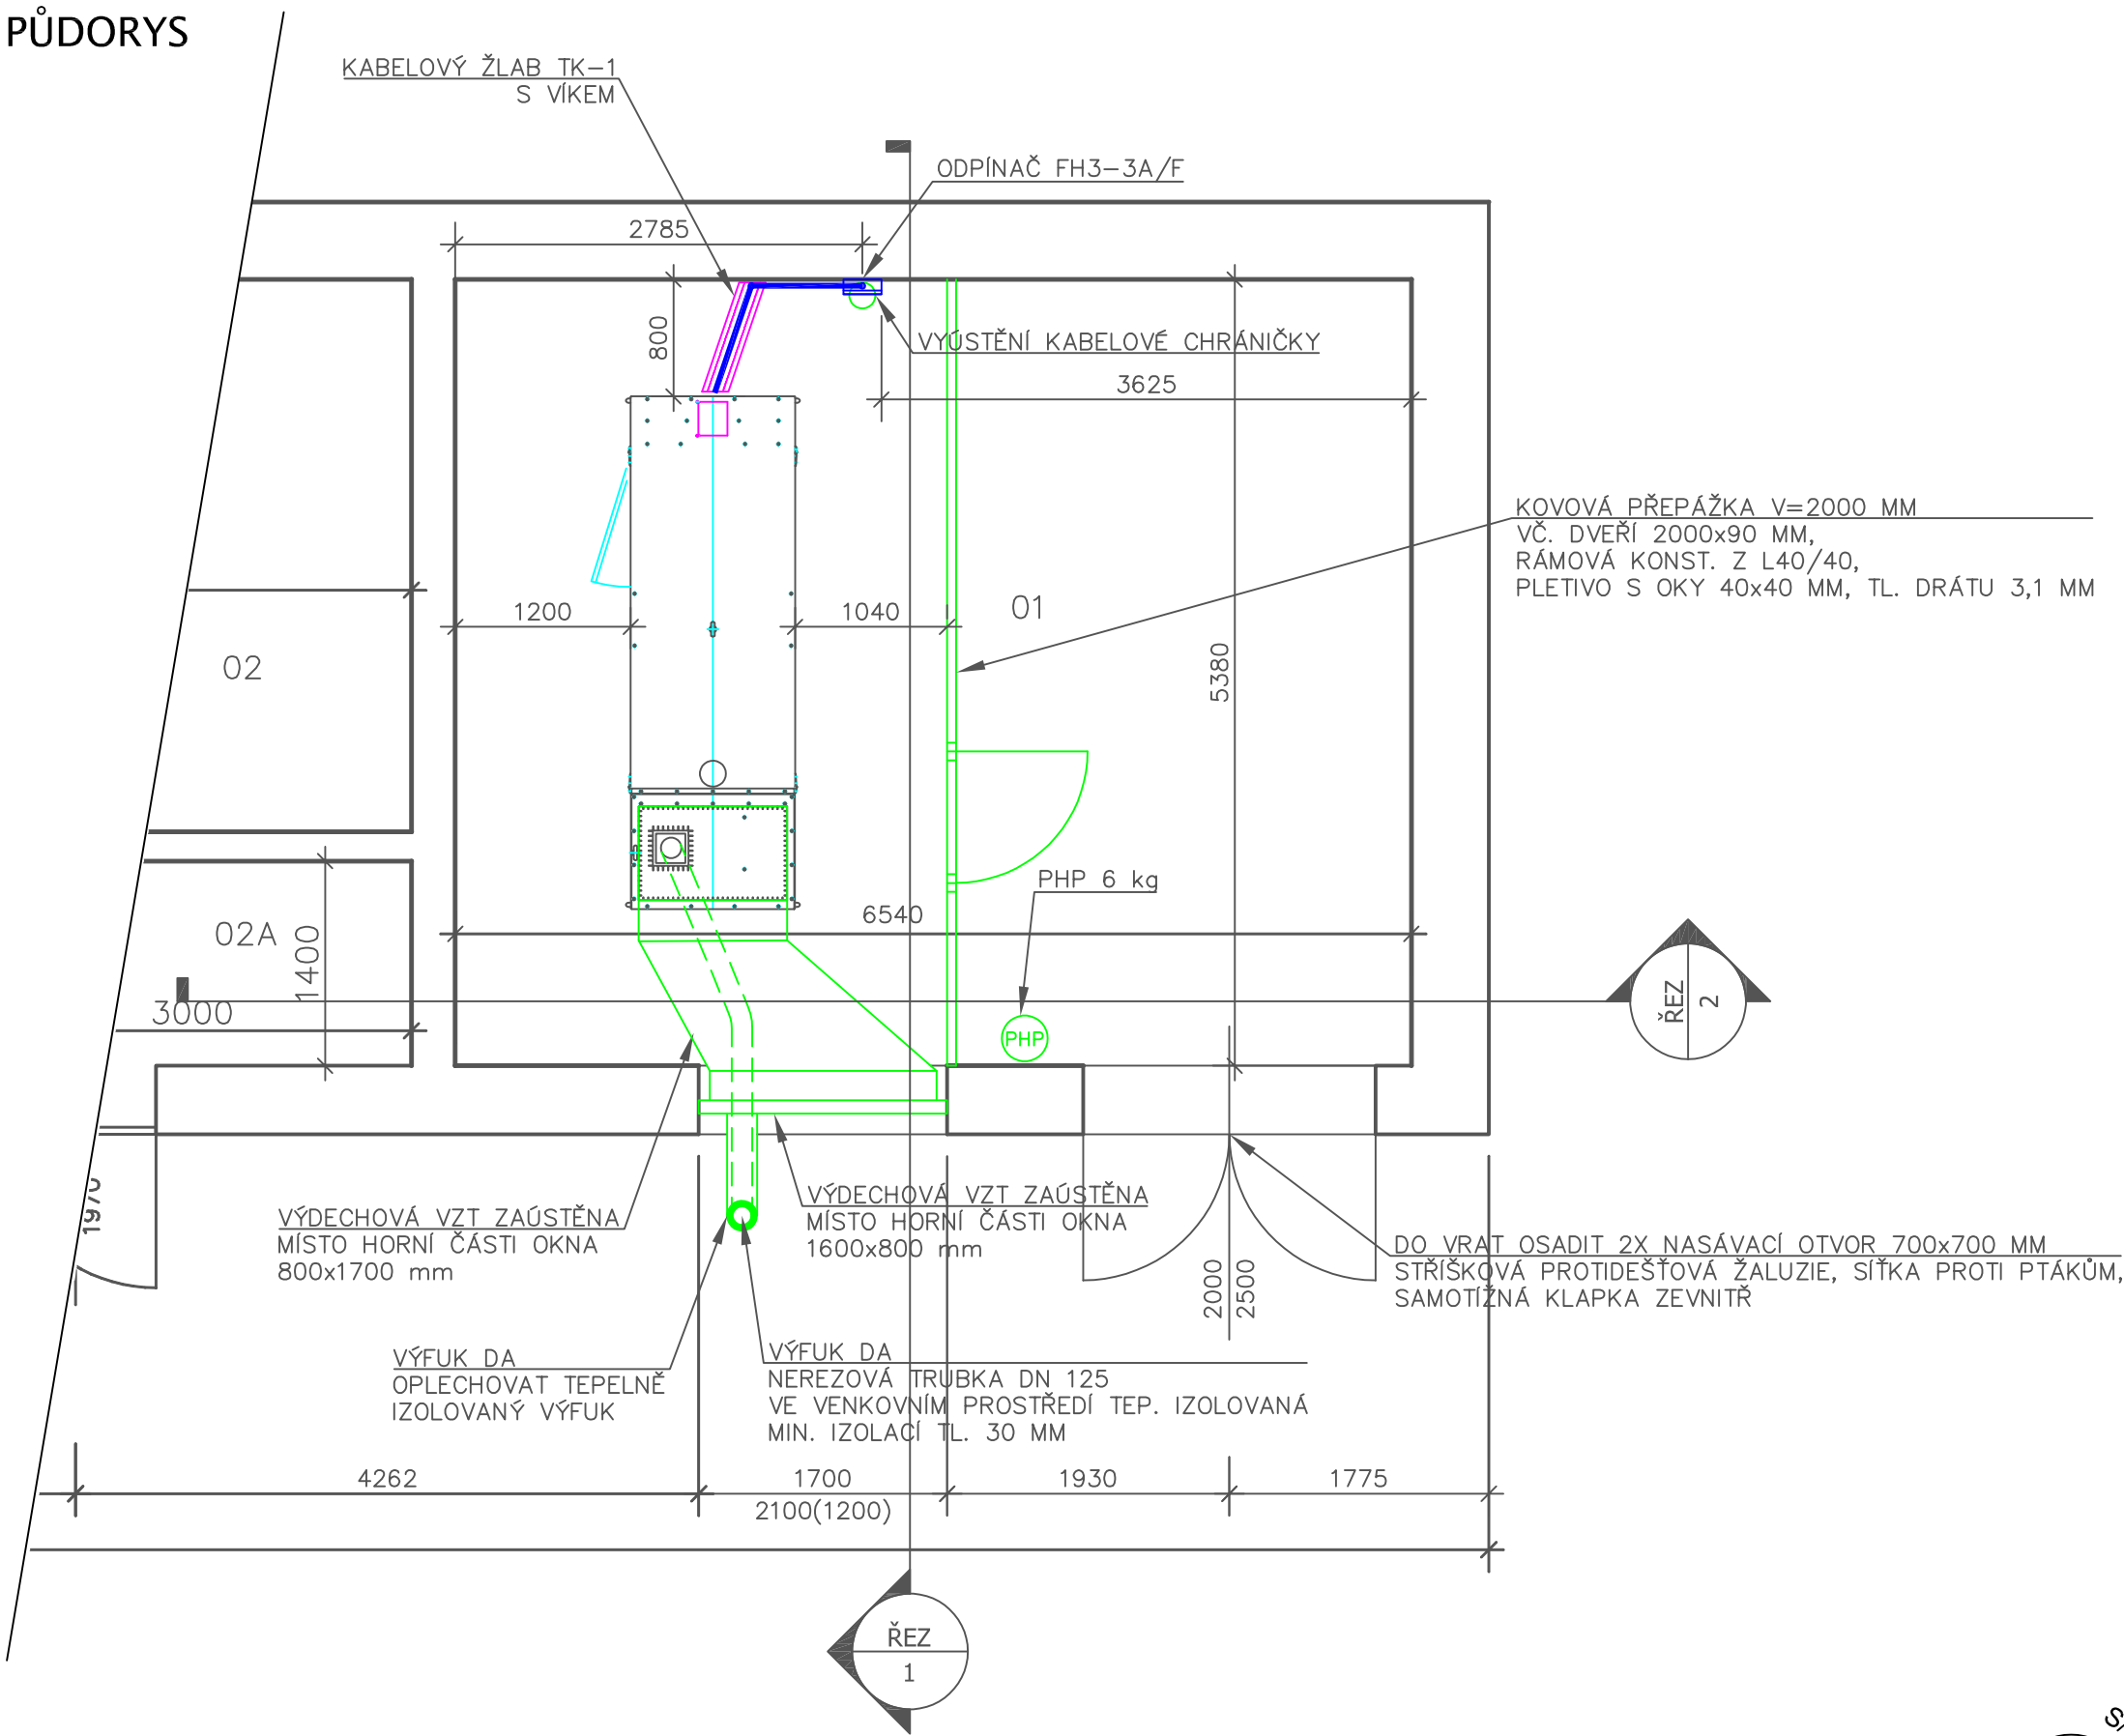 PŮDORYS
KABELOVÝ ŽLAB TK-1
S VÍKEM
ODPÍNAČ FH3-3A/F
2785
800
VYÚSTĚNÍ KABELOVÉ CHRÁNIČKY
3625
KOVOVÁ PŘEPÁŽKA V=2000 MM
VČ. DVEŘÍ 2000x90 MM,
RÁMOVÁ KONST. Z L40/40,
PLETIVO S OKY 40x40 MM, TL. DRÁTU 3,1 MM
1200
1040
01
02
5380
PHP 6 kg
6540
02A
1400
3000
PHP
ŘEZ
2
1970
VÝDECHOVÁ VZT ZAÚSTĚNA
MÍSTO HORNÍ ČÁSTI OKNA
800x1700 mm
VÝDECHOVÁ VZT ZAÚSTĚNA
MÍSTO HORNÍ ČÁSTI OKNA
1600x800 mm
2000
2500
DO VRAT OSADIT 2X NASÁVACÍ OTVOR 700x700 MM
STŘÍŠKOVÁ PROTIDEŠŤOVÁ ŽALUZIE, SÍŤKA PROTI PTÁKŮM,
SAMOTÍŽNÁ KLAPKA ZEVNITŘ
VÝFUK DA
OPLECHOVAT TEPELNĚ
IZOLOVANÝ VÝFUK
VÝFUK DA
NEREZOVÁ TRUBKA DN 125
VE VENKOVNÍM PROSTŘEDÍ TEP. IZOLOVANÁ
MIN. IZOLACÍ TL. 30 MM
4262
1700
2100(1200)
1930
1775
ŘEZ
1